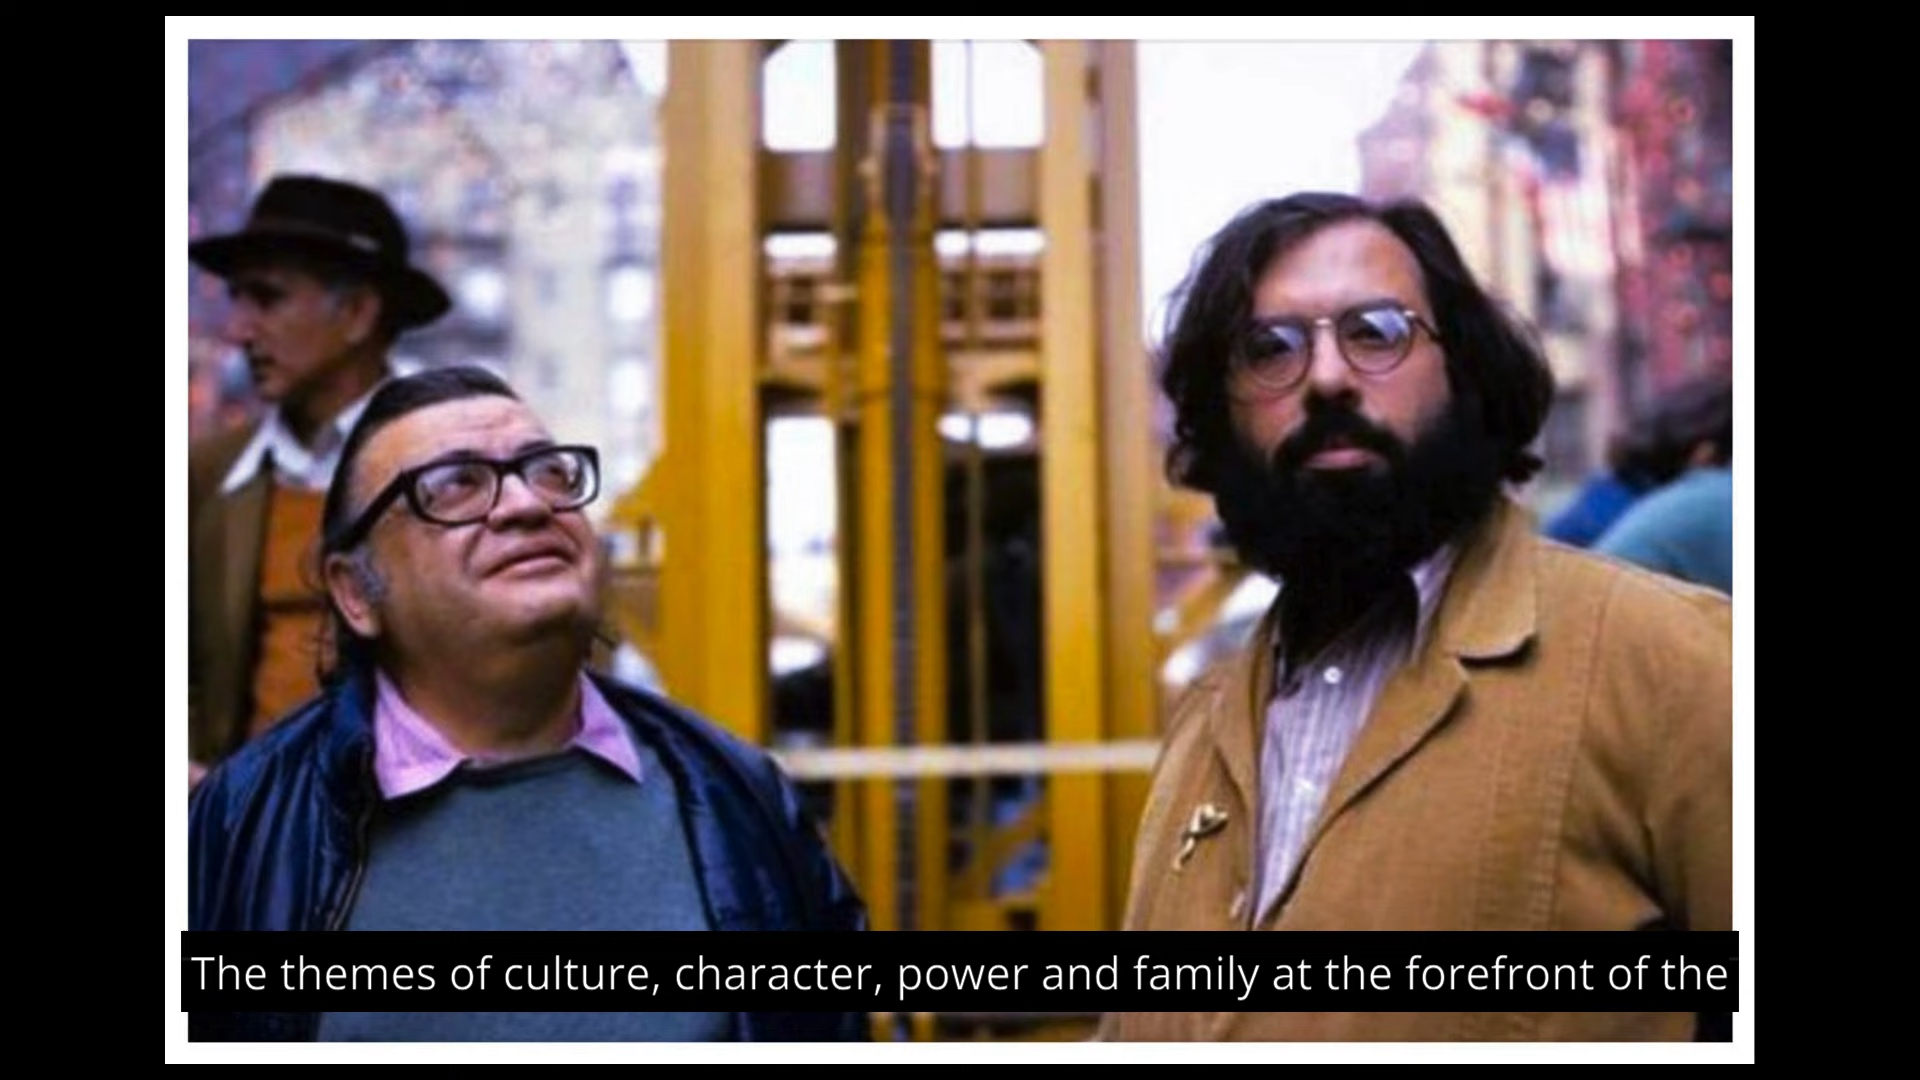 The themes of culture, character, power and family at the forefront of the